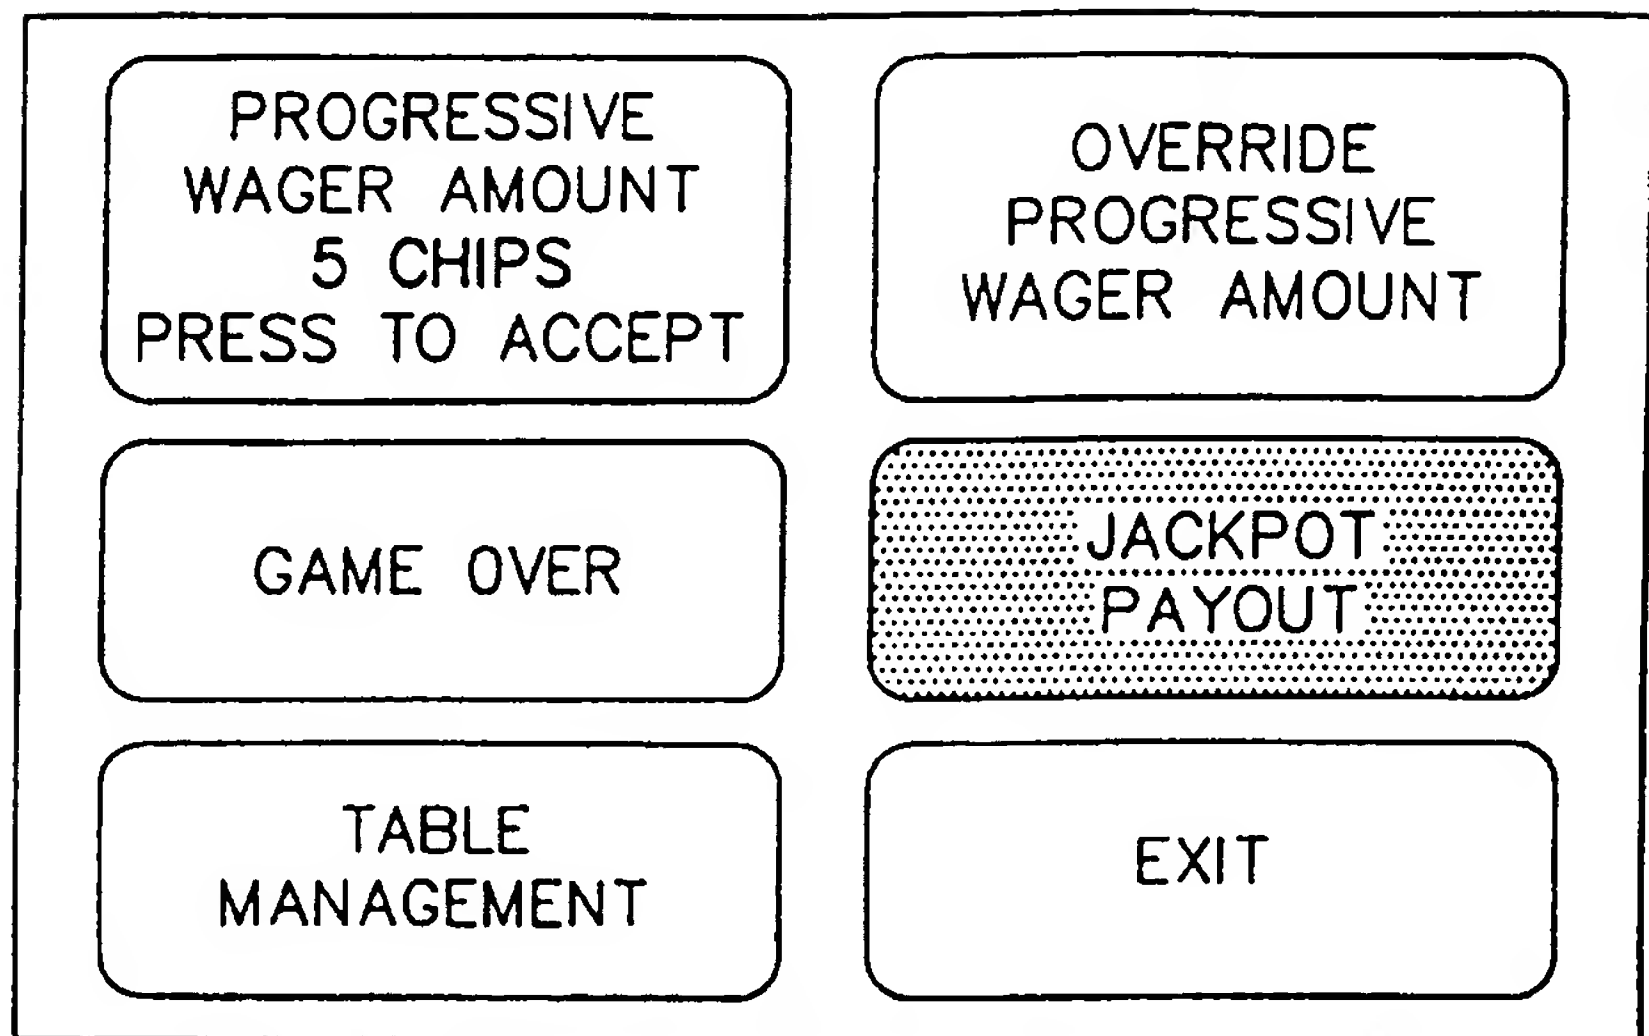 PROGRESSIVE
WAGER AMOUNT
5 CHIPS
PRESS TO ACCEPT
OVERRIDE
PROGRESSIVE
WAGER AMOUNT
GAME OVER
JACKPOT
PAYOUT
TABLE
MANAGEMENT
EXIT